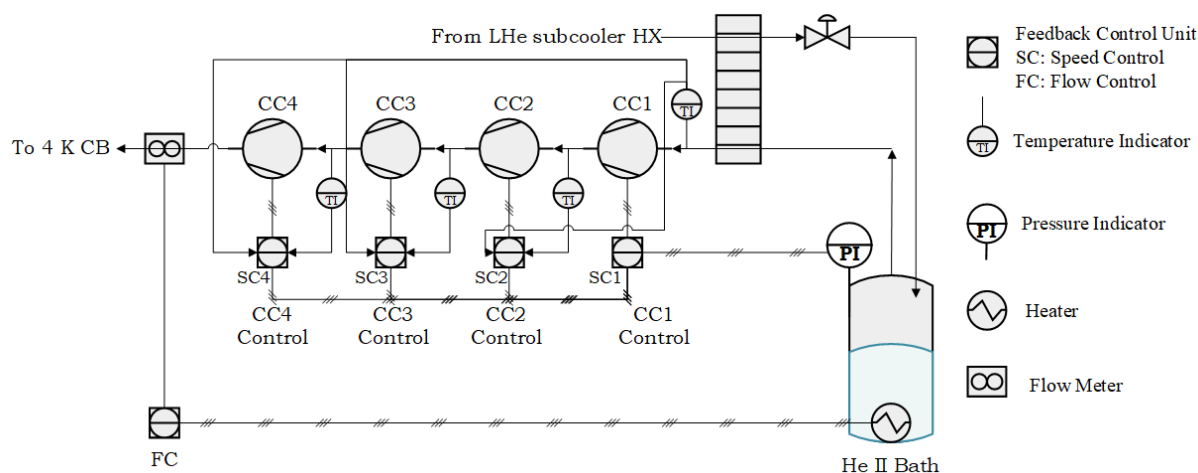 From LHe subcooler HX
Feedback Control Unit
SC: Speed Control
FC: Flow Control
CC4
CC3
CC2
CC1
TI
To 4 K CB
TI
Temperature Indicator
TI
TI
TI
PI
Pressure Indicator
PI
SC4
SC3
SC2
SC1
CC4
Control
CC3
Control
CC2
Control
CC1
Control
Heater
Flow Meter
FC
He II Bath